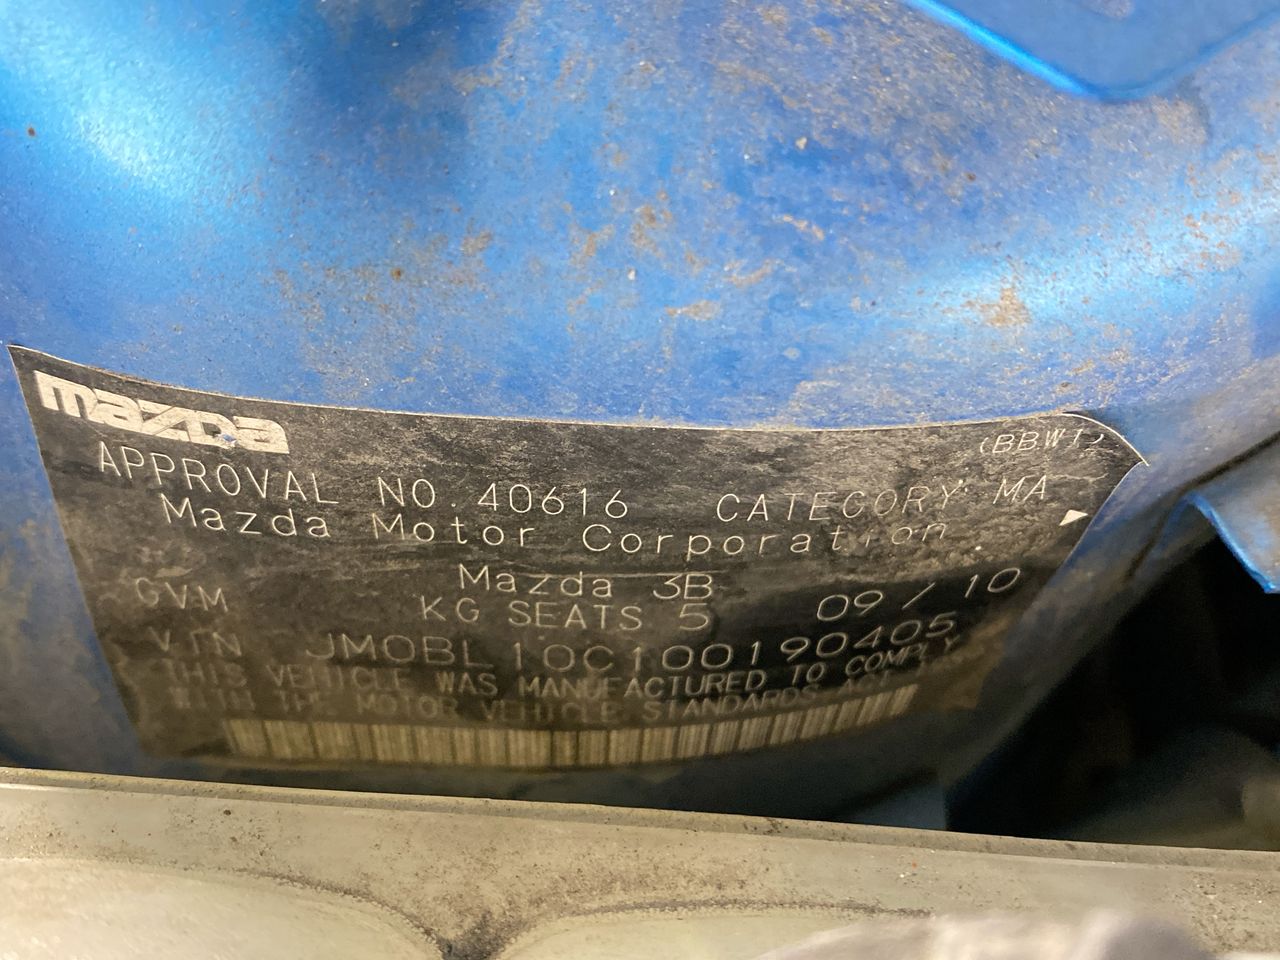 mazda
(BBW1)
APPROVAL NO.40616 CATEGORY MA
Mazda Motor Corporation
Mazda 3B
GVM KG SEATS 5 09/10
VIN JM0BL10C100190405
THIS VEHICLE WAS MANUFACTURED TO COMPLY
WITH THE MOTOR VEHICLE STANDARDS ACT